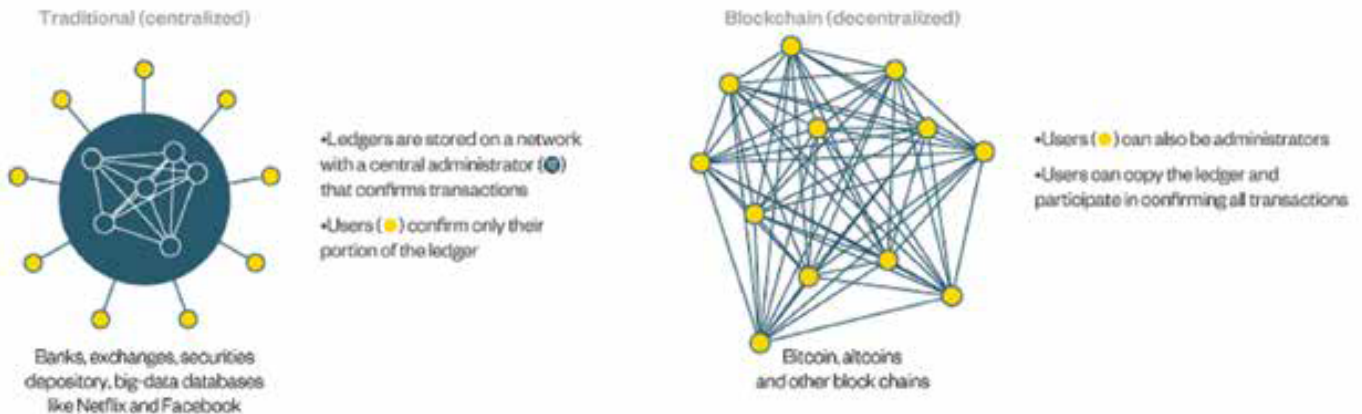 Traditional (centralized)
•Ledgers are stored on a network
with a central administrator ( )
that confirms transactions
•Users ( ) confirm only their
portion of the ledger
Banks, exchanges, securities
depository, big-data databases
like Netflix and Facebook
Blockchain (decentralized)
•Users ( ) can also be administrators
•Users can copy the ledger and
participate in confirming all transactions
Bitcoin, altcoins
and other block chains